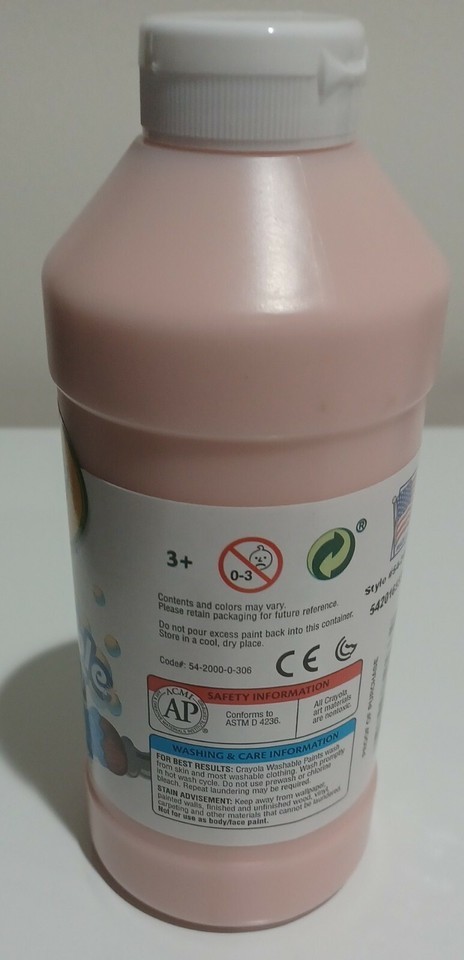 3+
0-3
®
Contents and colors may vary.
Please retain packaging for future reference.
Do not pour excess paint back into this container.
Store in a cool, dry place.
Code#: 54-2000-0-306
CE
SAFETY INFORMATION
ACMI
AP
Conforms to
ASTM D 4236.
All Crayola
art materials
are nontoxic.
WASHING & CARE INFORMATION
FOR BEST RESULTS: Crayola Washable Paints wash
from skin and most washable clothing. Wash promptly
in hot wash cycle. Do not use prewash or chlorine
bleach. Repeat laundering may be required.
STAIN ADVISEMENT: Keep away from wallpaper,
painted walls, finished and unfinished wood, vinyl,
carpeting and other materials that cannot be laundered.
Not for use as body/face paint.
Style
PROOF OF PURCHASE